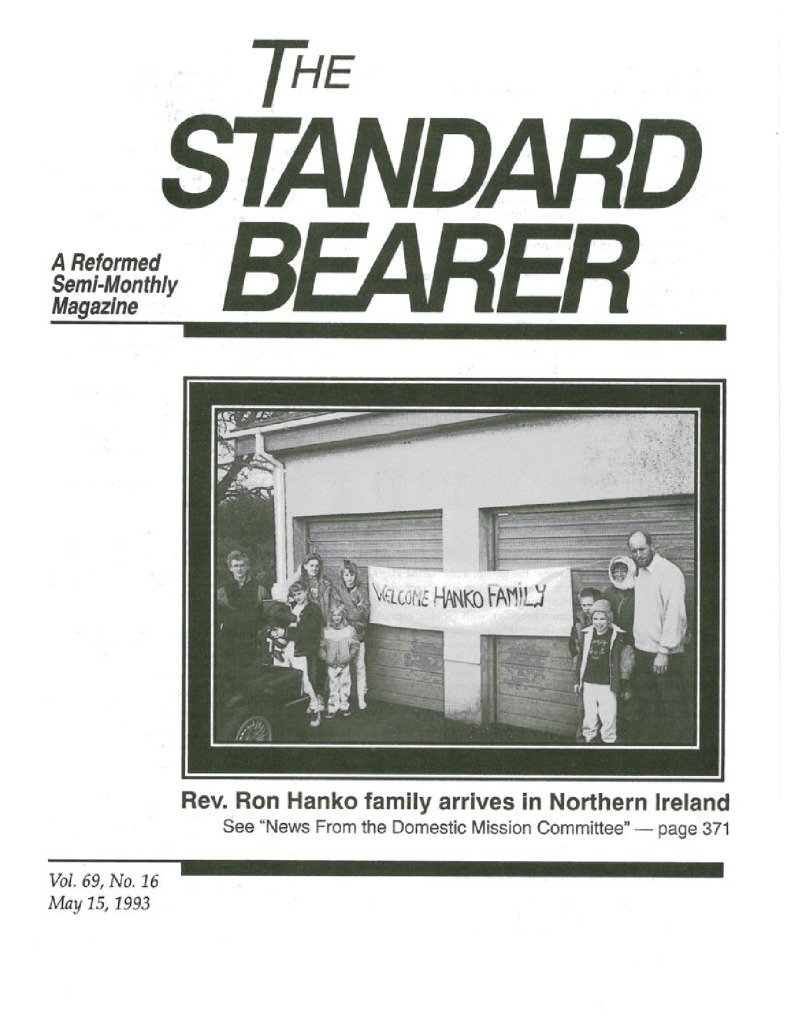 THE
STANDARD
BEARER
A Reformed
Semi-Monthly
Magazine
WELCOME HANKO FAMILY
Rev. Ron Hanko family arrives in Northern Ireland
See “News From the Domestic Mission Committee” — page 371
Vol. 69, No. 16
May 15, 1993